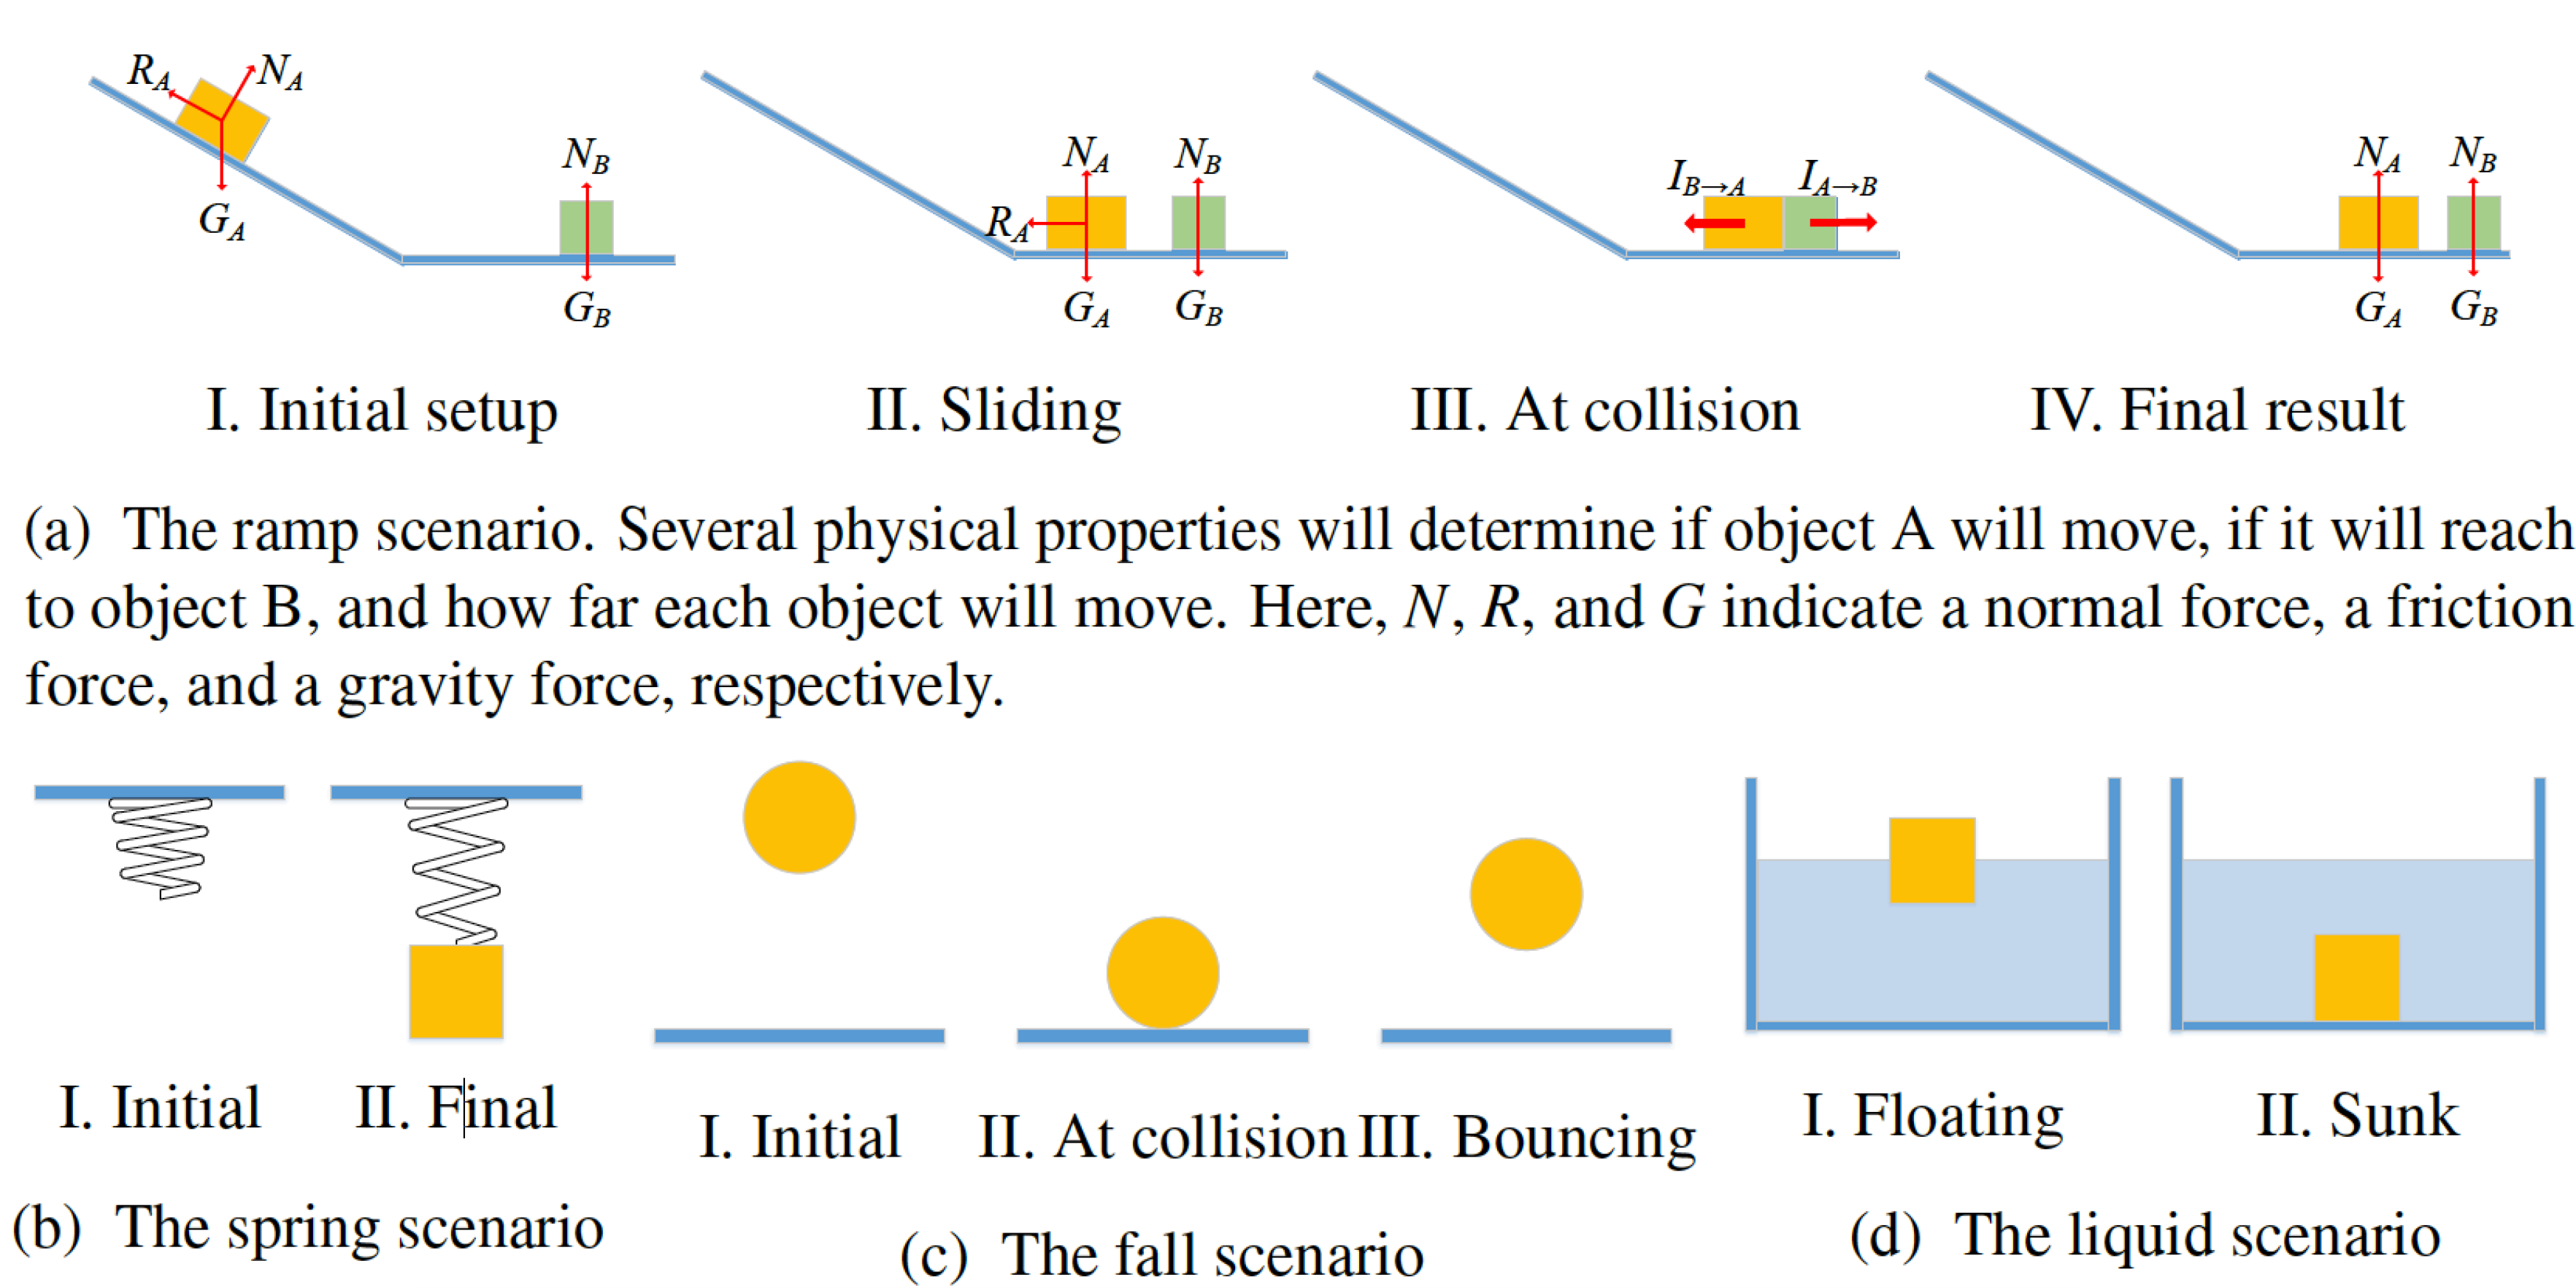 R_A N_A
G_A
N_B
G_B
N_A N_B
R_A
G_A G_B
I_{B→A} I_{A→B}
N_A N_B
G_A G_B
I. Initial setup
II. Sliding
III. At collision
IV. Final result
(a) The ramp scenario. Several physical properties will determine if object A will move, if it will reach
to object B, and how far each object will move. Here, N, R, and G indicate a normal force, a friction
force, and a gravity force, respectively.
I. Initial
II. Final
(b) The spring scenario
I. Initial
II. At collision
III. Bouncing
(c) The fall scenario
I. Floating
II. Sunk
(d) The liquid scenario